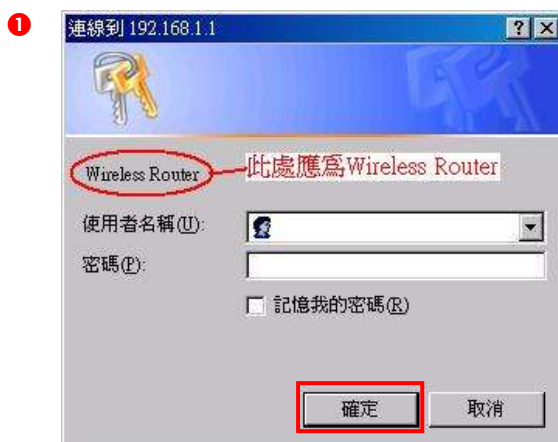 ❶
連線到 192.168.1.1
Wireless Router 此處應為Wireless Router
使用者名稱(U):
密碼(P):
記憶我的密碼(R)
確定 取消